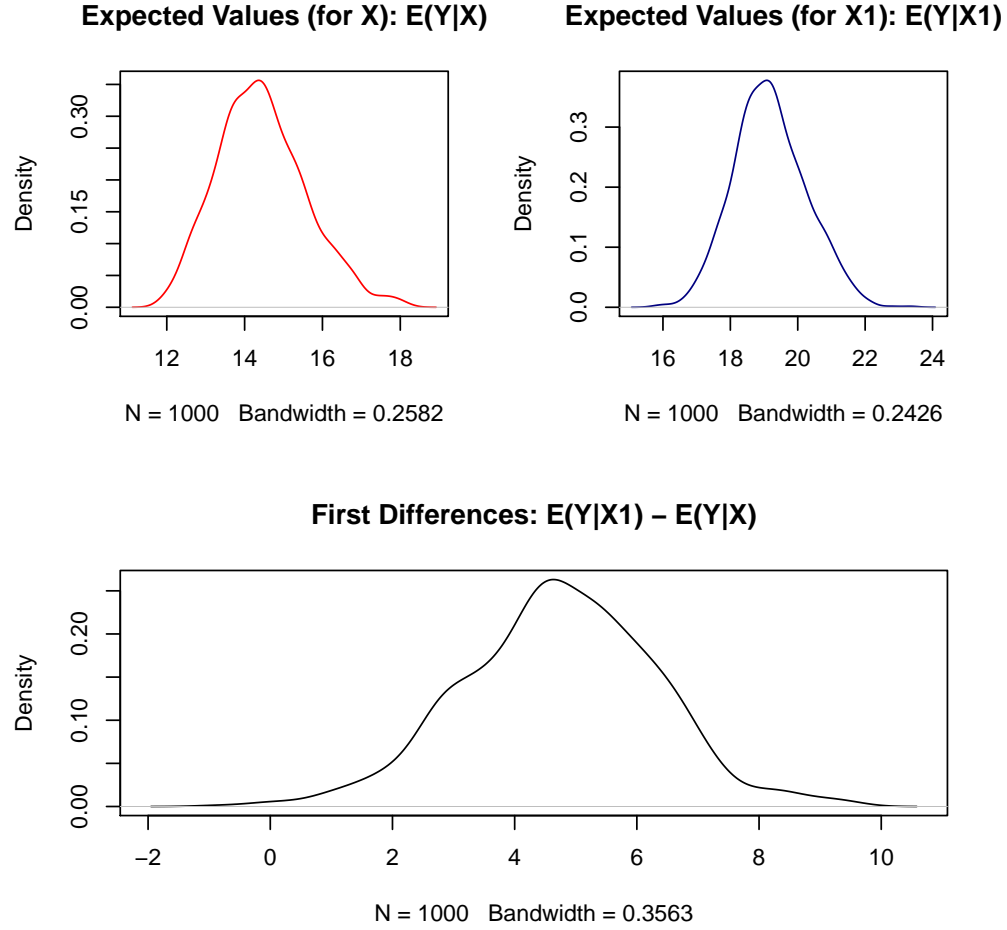 Expected Values (for X): E(Y|X)
Density
0.00
0.15
0.30
12 14 16 18
N = 1000 Bandwidth = 0.2582
Expected Values (for X1): E(Y|X1)
Density
0.0
0.1
0.2
0.3
16 18 20 22 24
N = 1000 Bandwidth = 0.2426
First Differences: E(Y|X1) − E(Y|X)
Density
0.00
0.10
0.20
−2 0 2 4 6 8 10
N = 1000 Bandwidth = 0.3563